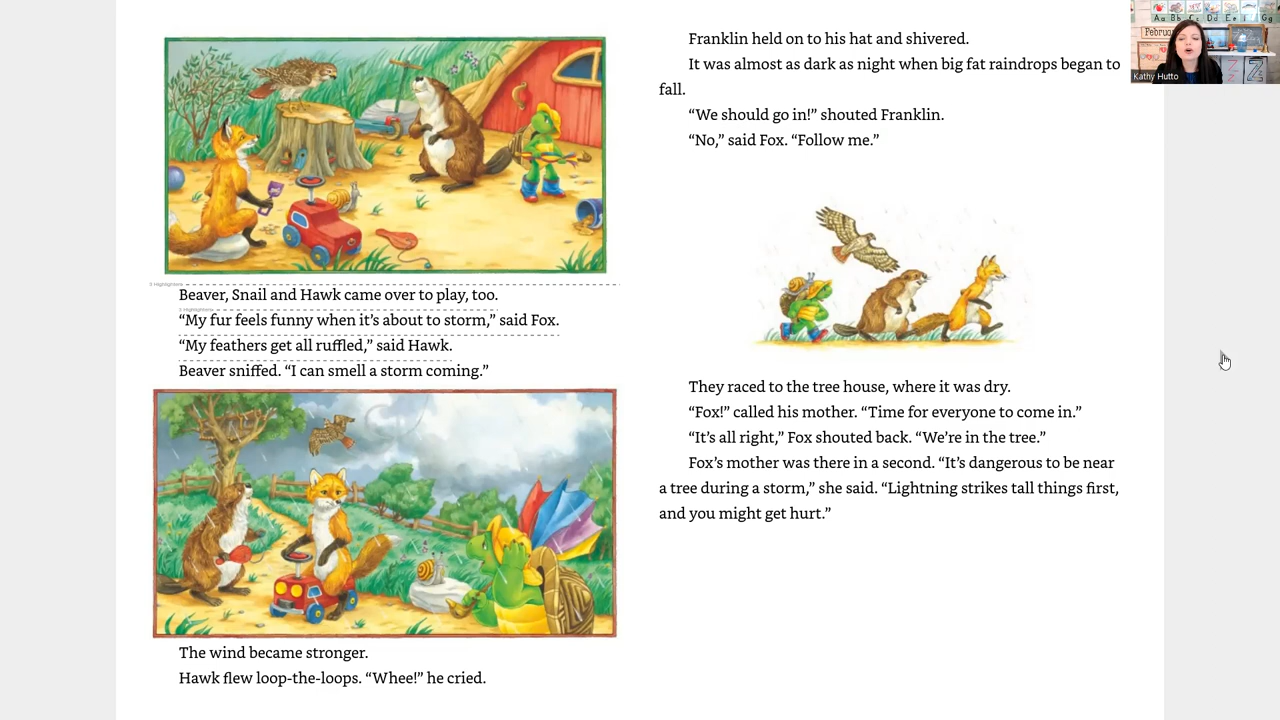 Beaver, Snail and Hawk came over to play, too.
“My fur feels funny when it’s about to storm,” said Fox.
“My feathers get all ruffled,” said Hawk.
Beaver sniffed. “I can smell a storm coming.”
The wind became stronger.
Hawk flew loop-the-loops. “Whee!” he cried.
Franklin held on to his hat and shivered.
It was almost as dark as night when big fat raindrops began to
fall.
“We should go in!” shouted Franklin.
“No,” said Fox. “Follow me.”
They raced to the tree house, where it was dry.
“Fox!” called his mother. “Time for everyone to come in.”
“It’s all right,” Fox shouted back. “We’re in the tree.”
Fox’s mother was there in a second. “It’s dangerous to be near
a tree during a storm,” she said. “Lightning strikes tall things first,
and you might get hurt.”
Aa Bb Cc Dd Ee Gg
Februar
Kathy Hutto